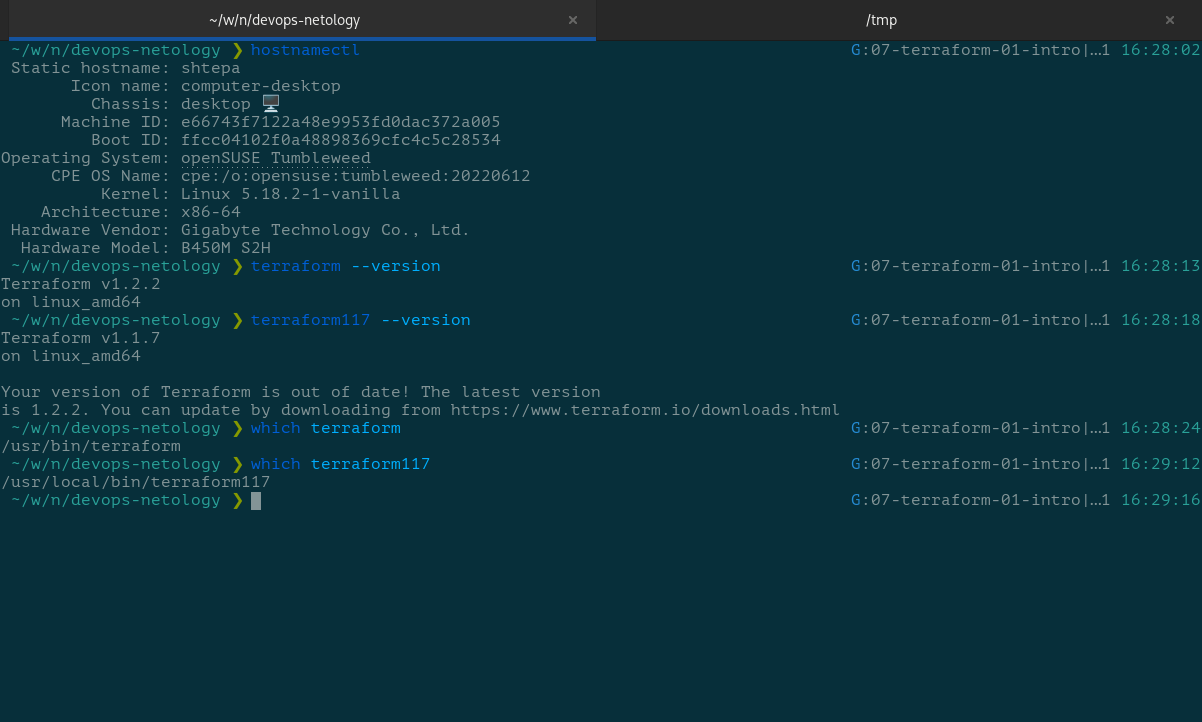 ~/w/n/devops-netology × /tmp ×
~/w/n/devops-netology ❯ hostnamectl G:07-terraform-01-intro|…1 16:28:02
Static hostname: shtepa
Icon name: computer-desktop
Chassis: desktop 🖥️
Machine ID: e66743f7122a48e9953fd0dac372a005
Boot ID: ffcc04102f0a48898369cfc4c5c28534
Operating System: openSUSE Tumbleweed
CPE OS Name: cpe:/o:opensuse:tumbleweed:20220612
Kernel: Linux 5.18.2-1-vanilla
Architecture: x86-64
Hardware Vendor: Gigabyte Technology Co., Ltd.
Hardware Model: B450M S2H
~/w/n/devops-netology ❯ terraform --version G:07-terraform-01-intro|…1 16:28:13
Terraform v1.2.2
on linux_amd64
~/w/n/devops-netology ❯ terraform117 --version G:07-terraform-01-intro|…1 16:28:18
Terraform v1.1.7
on linux_amd64
Your version of Terraform is out of date! The latest version
is 1.2.2. You can update by downloading from https://www.terraform.io/downloads.html
~/w/n/devops-netology ❯ which terraform G:07-terraform-01-intro|…1 16:28:24
/usr/bin/terraform
~/w/n/devops-netology ❯ which terraform117 G:07-terraform-01-intro|…1 16:29:12
/usr/local/bin/terraform117
~/w/n/devops-netology ❯ G:07-terraform-01-intro|…1 16:29:16